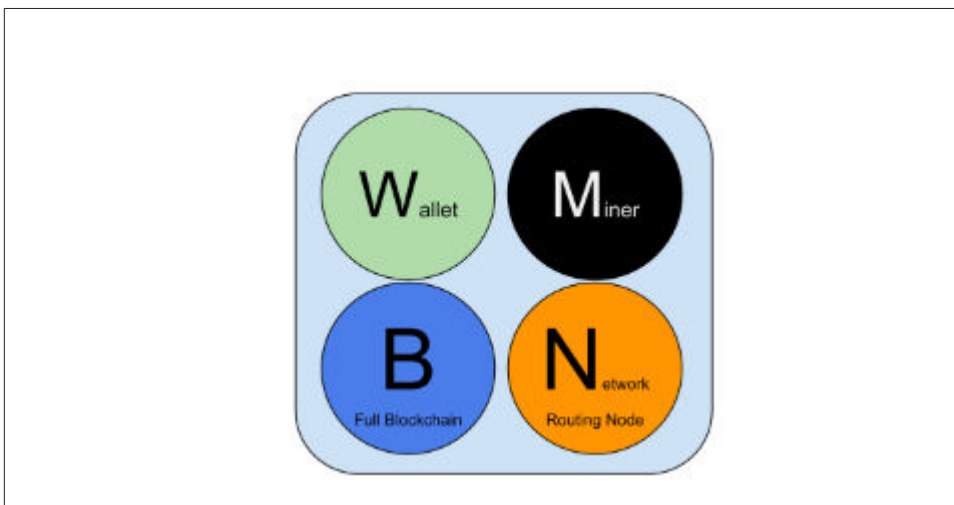 Wallet
Miner
B
Full Blockchain
Network
Routing Node